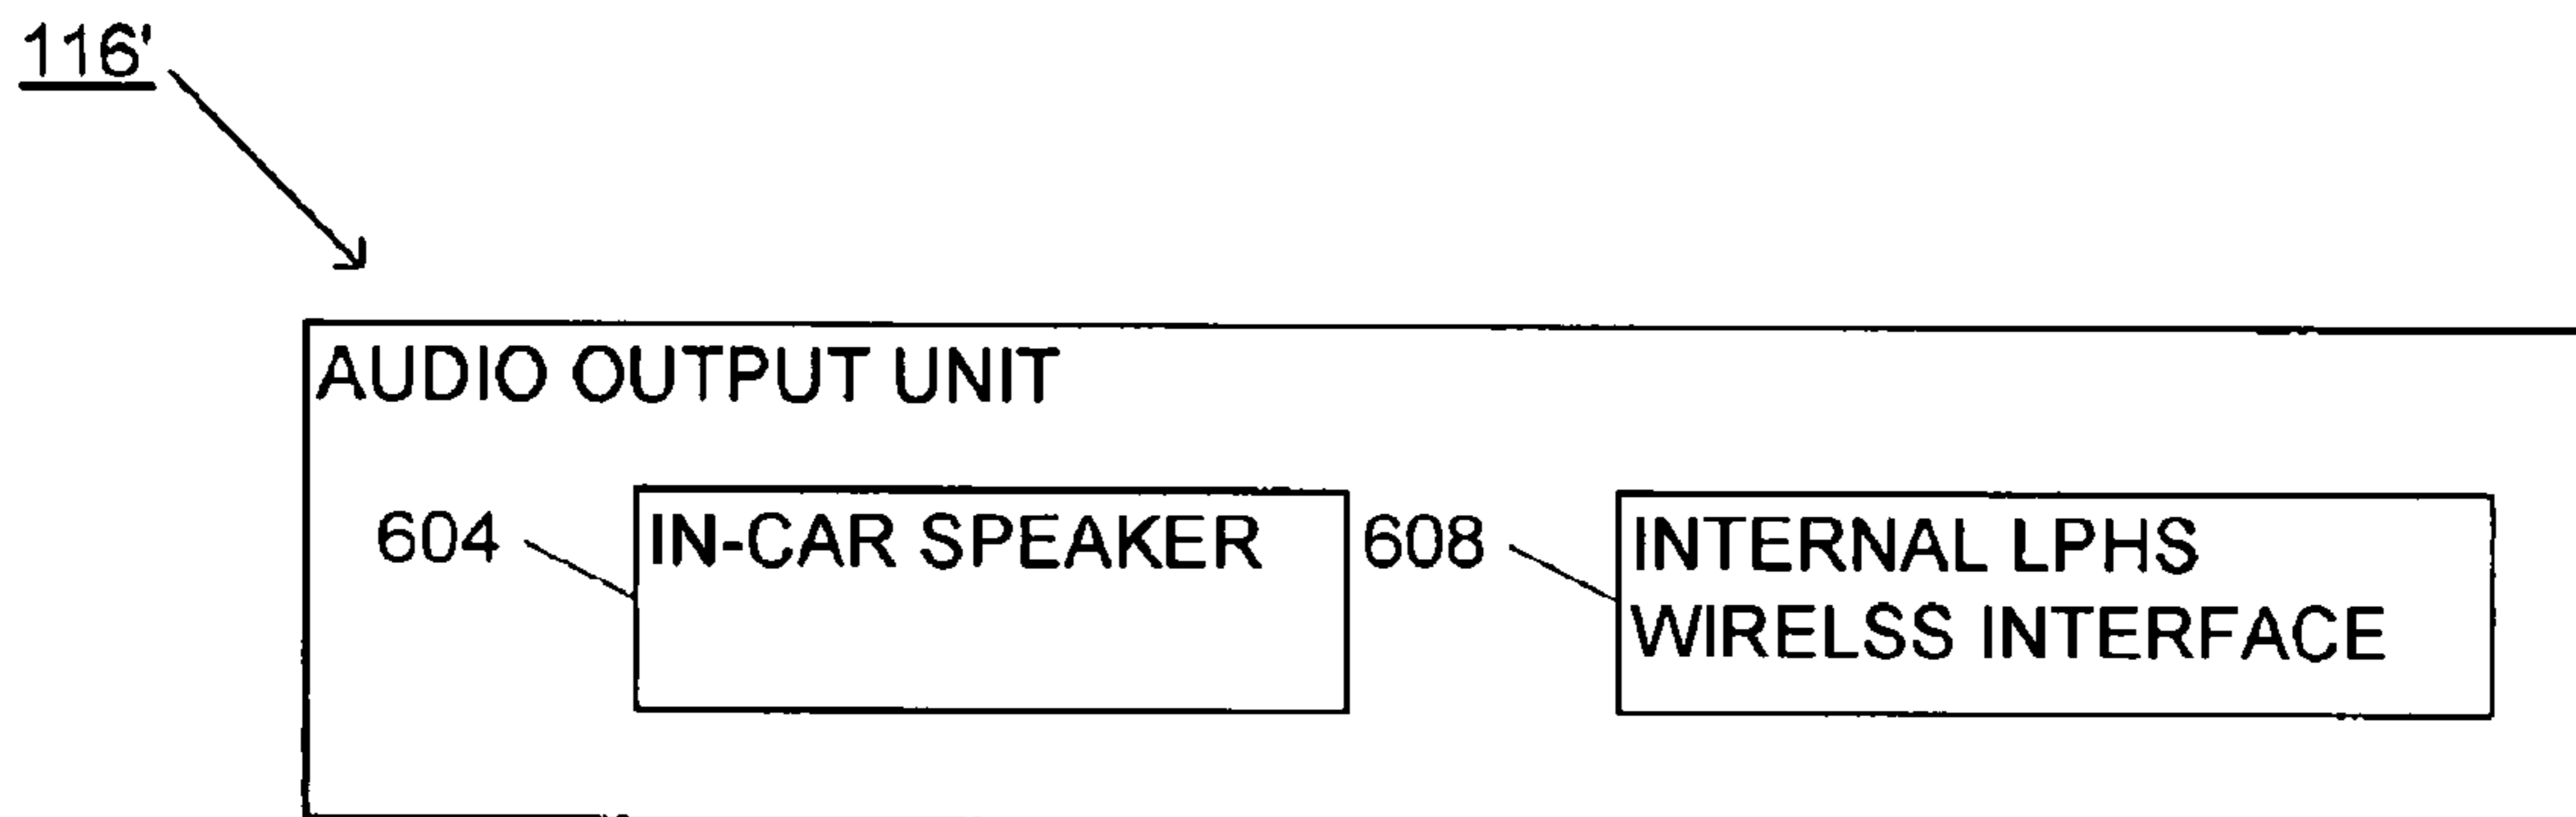 116'
AUDIO OUTPUT UNIT
604
IN-CAR SPEAKER
608
INTERNAL LPHS
WIRELSS INTERFACE